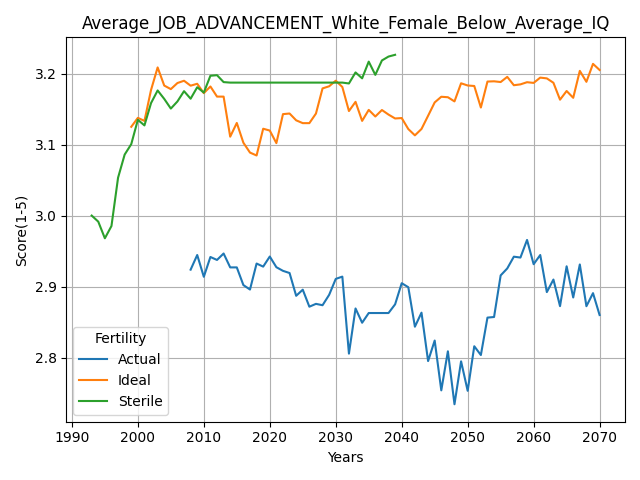 Average_JOB_ADVANCEMENT_White_Female_Below_Average_IQ
Score(1-5)
3.2
3.1
3.0
2.9
2.8
Fertility
Actual
Ideal
Sterile
1990 2000 2010 2020 2030 2040 2050 2060 2070
Years